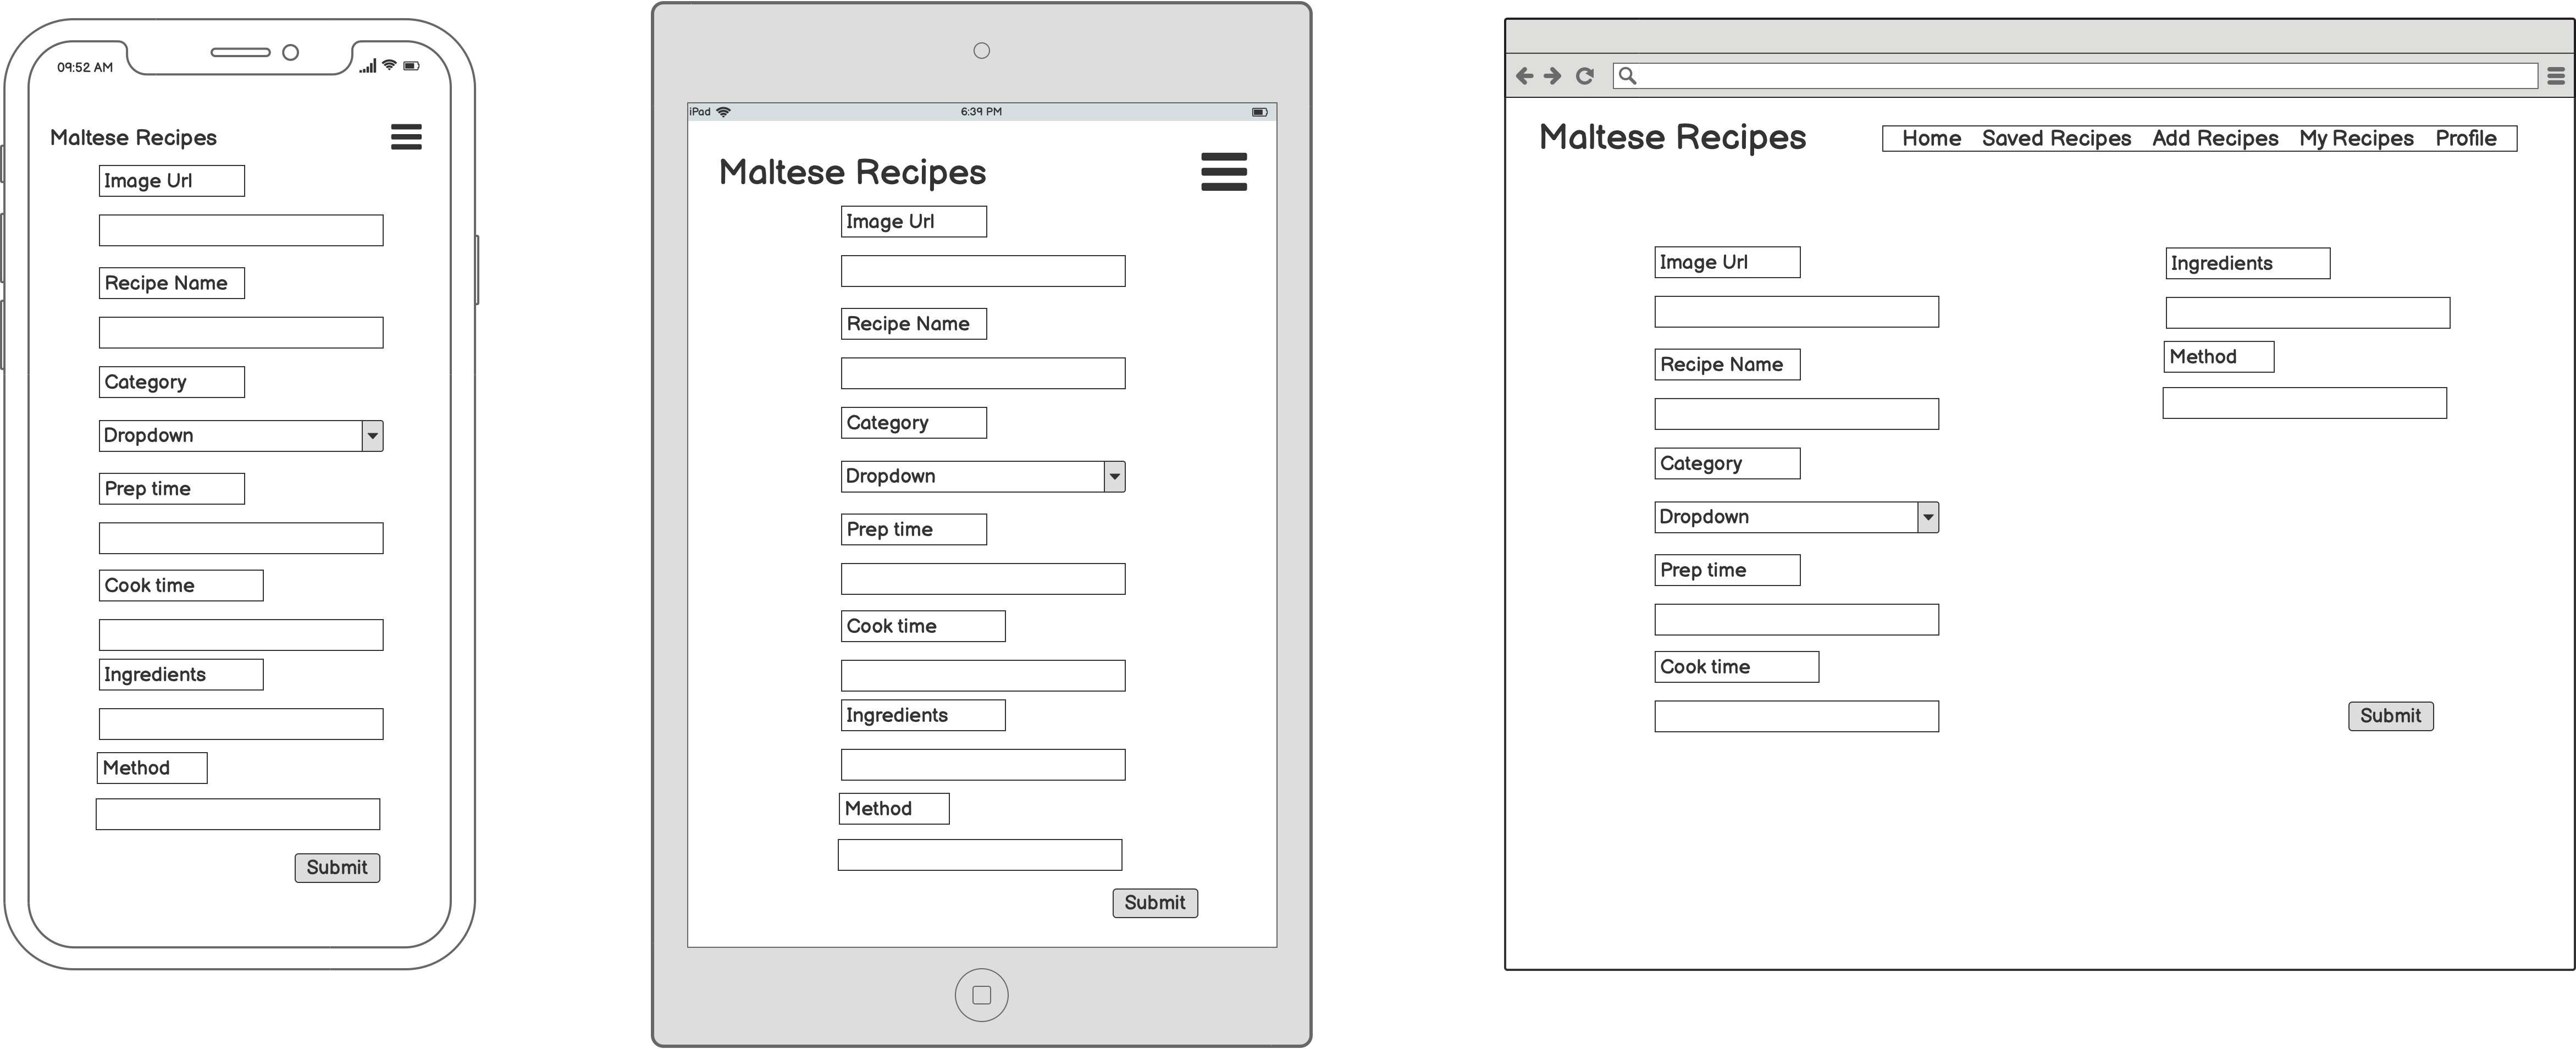 09:52 AM
Maltese Recipes
Image Url
Recipe Name
Category
Dropdown
Prep time
Cook time
Ingredients
Method
Submit
iPad
6:39 PM
Maltese Recipes
Image Url
Recipe Name
Category
Dropdown
Prep time
Cook time
Ingredients
Method
Submit
Maltese Recipes
Home Saved Recipes Add Recipes My Recipes Profile
Image Url
Recipe Name
Category
Dropdown
Prep time
Cook time
Ingredients
Method
Submit